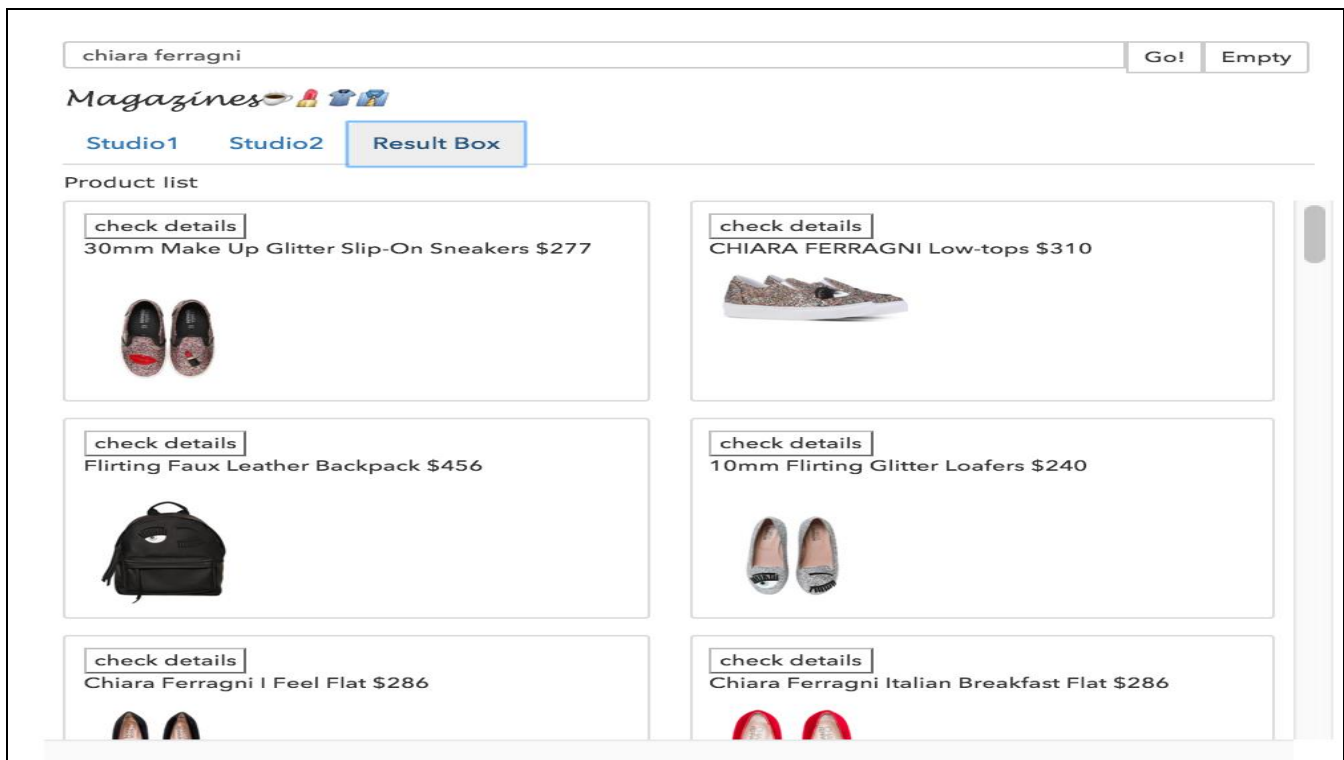 chiara ferragni Go! Empty
Magazines☕💄👕👔
Studio1 Studio2 Result Box
Product list
check details
30mm Make Up Glitter Slip-On Sneakers $277
check details
CHIARA FERRAGNI Low-tops $310
check details
Flirting Faux Leather Backpack $456
check details
10mm Flirting Glitter Loafers $240
check details
Chiara Ferragni I Feel Flat $286
check details
Chiara Ferragni Italian Breakfast Flat $286